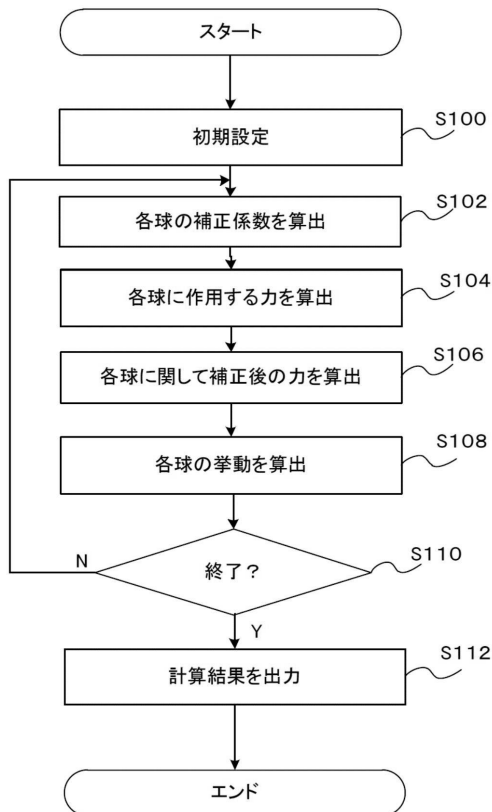 スタート
初期設定
S100
各球の補正係数を算出
S102
各球に作用する力を算出
S104
各球に関して補正後の力を算出
S106
各球の挙動を算出
S108
終了?
S110
N
Y
計算結果を出力
S112
エンド